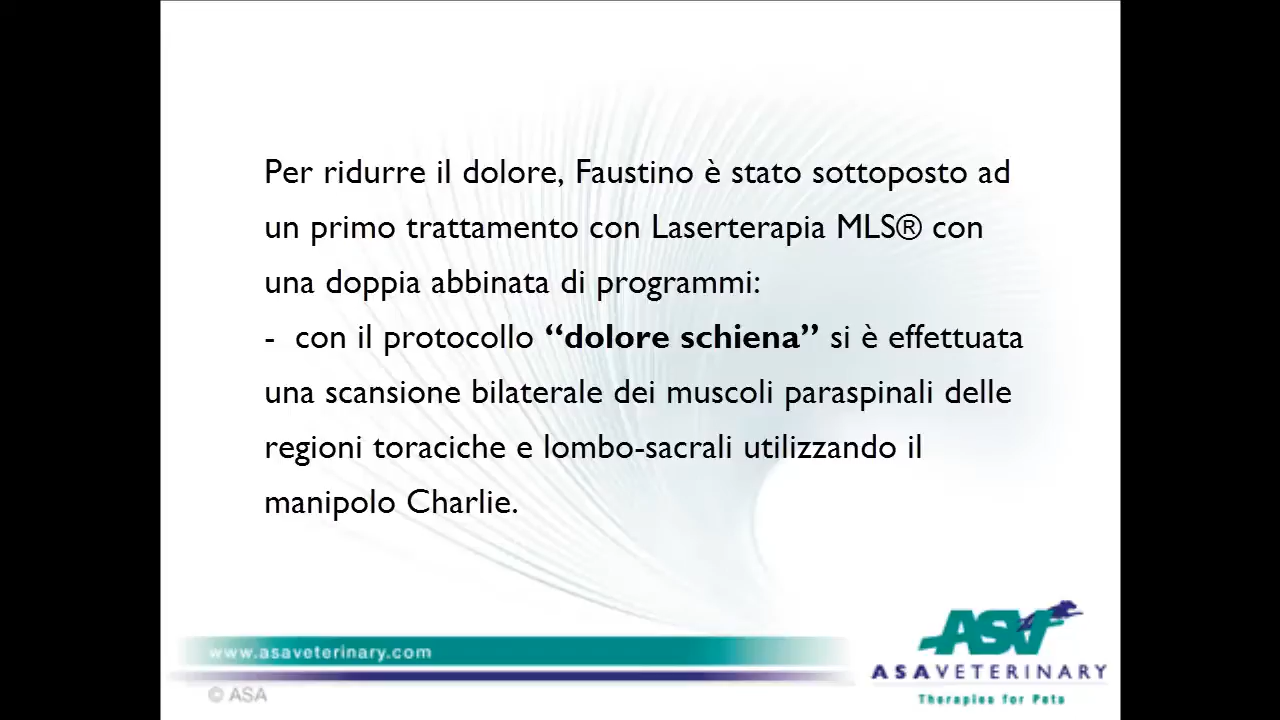 Per ridurre il dolore, Faustino è stato sottoposto ad
un primo trattamento con Laserterapia MLS® con
una doppia abbinata di programmi:
- con il protocollo “dolore schiena” si è effettuata
una scansione bilaterale dei muscoli paraspinali delle
regioni toraciche e lombo-sacrali utilizzando il
manipolo Charlie.
www.asaveterinary.com
© ASA
ASA
ASAVETERINARY
Therapies for Pets